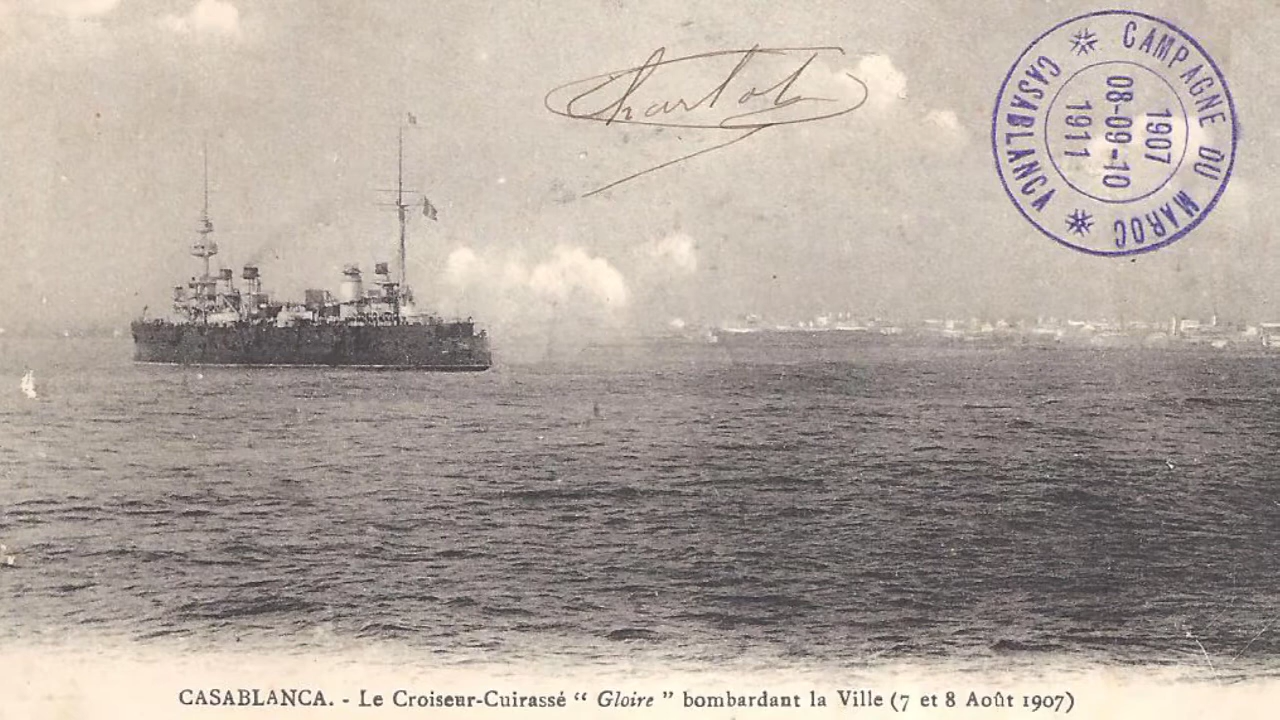 Chartot
CAMPAGNE DU MAROC
CASABLANCA
1907
08-09-10
1911
CASABLANCA. - Le Croiseur-Cuirassé “ Gloire ” bombardant la Ville (7 et 8 Août 1907)